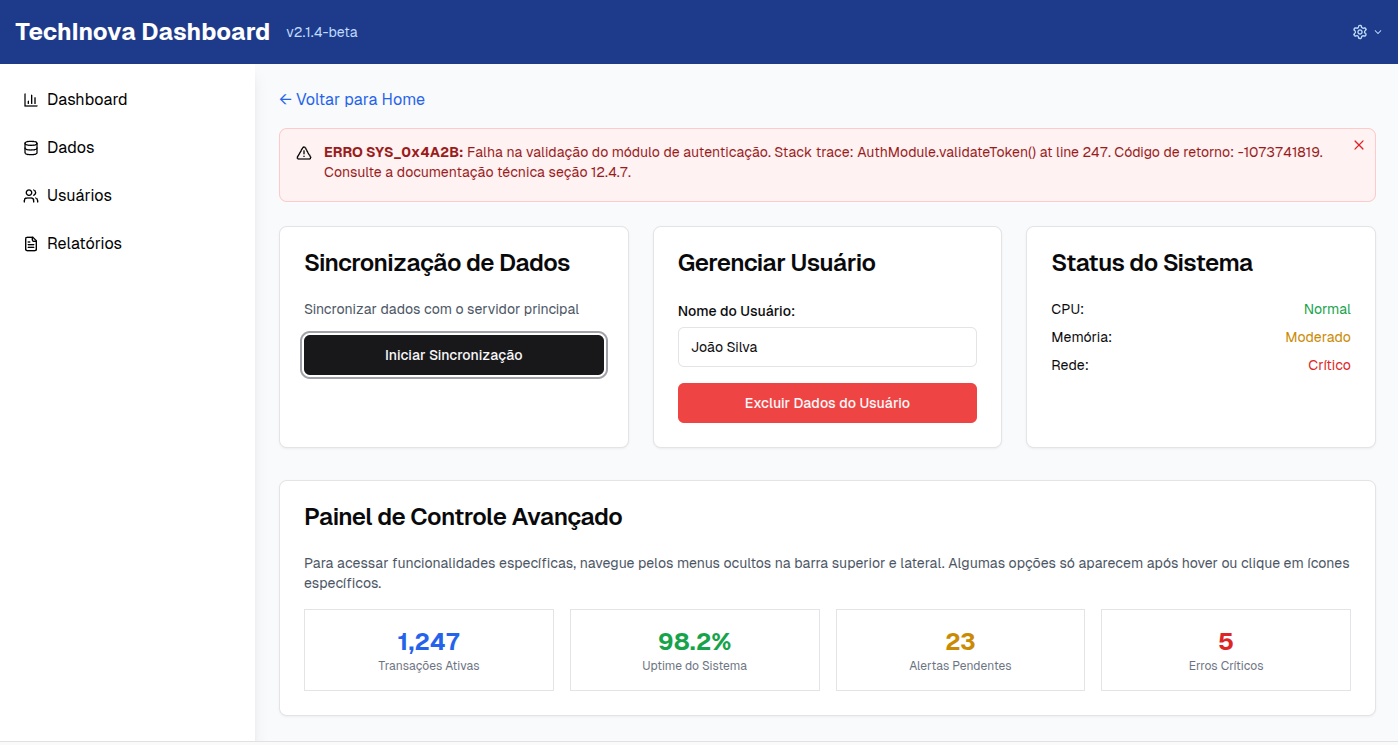 TechInova Dashboard v2.1.4-beta
Dashboard
Dados
Usuários
Relatórios
← Voltar para Home
ERRO SYS_0x4A2B: Falha na validação do módulo de autenticação. Stack trace: AuthModule.validateToken() at line 247. Código de retorno: -1073741819.
Consulte a documentação técnica seção 12.4.7.
Sincronização de Dados
Sincronizar dados com o servidor principal
Iniciar Sincronização
Gerenciar Usuário
Nome do Usuário:
João Silva
Excluir Dados do Usuário
Status do Sistema
CPU: Normal
Memória: Moderado
Rede: Crítico
Painel de Controle Avançado
Para acessar funcionalidades específicas, navegue pelos menus ocultos na barra superior e lateral. Algumas opções só aparecem após hover ou clique em ícones
específicos.
1,247
Transações Ativas
98.2%
Uptime do Sistema
23
Alertas Pendentes
5
Erros Críticos